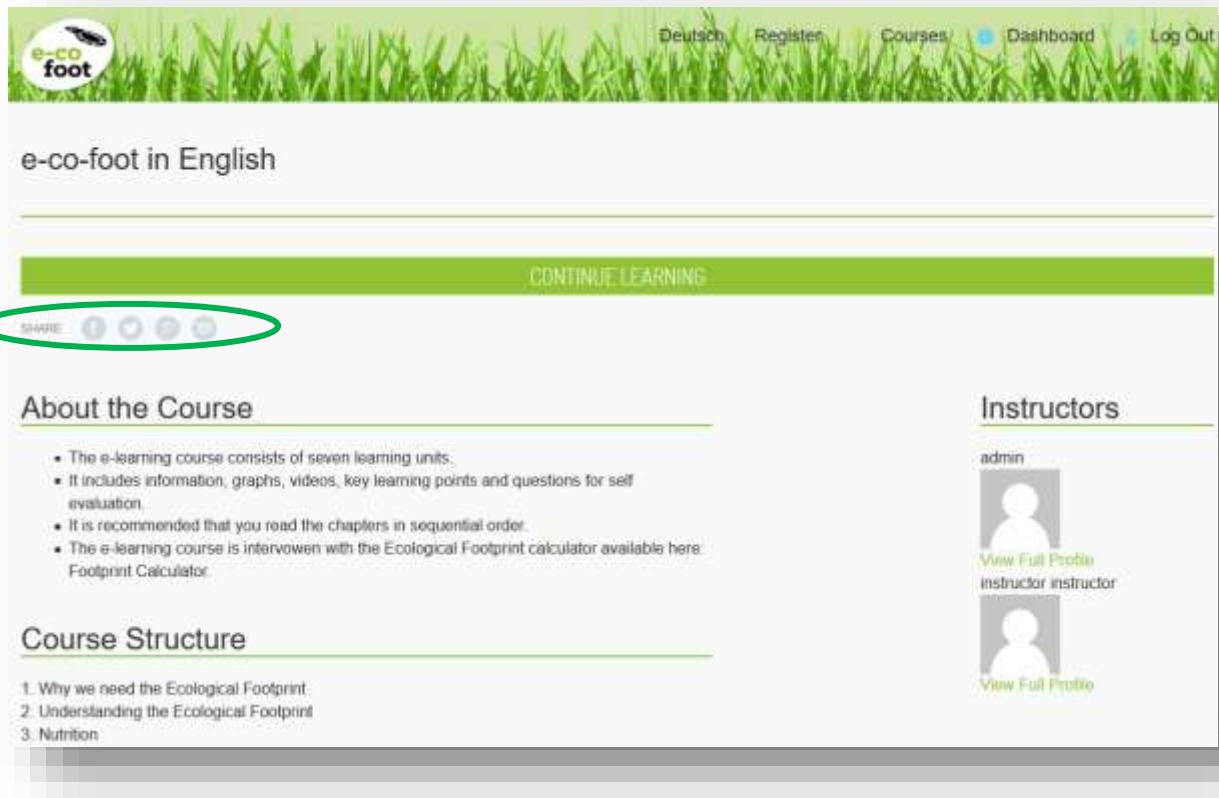 e-co
foot
Deutsch Register Courses Dashboard Log Out
e-co-foot in English
CONTINUE LEARNING
SHARE
About the Course
• The e-learning course consists of seven learning units.
• It includes information, graphs, videos, key learning points and questions for self
evaluation.
• It is recommended that you read the chapters in sequential order.
• The e-learning course is intervowen with the Ecological Footprint calculator available here:
Footprint Calculator.
Course Structure
1. Why we need the Ecological Footprint
2. Understanding the Ecological Footprint
3. Nutrition
Instructors
admin
View Full Profile
instructor instructor
View Full Profile